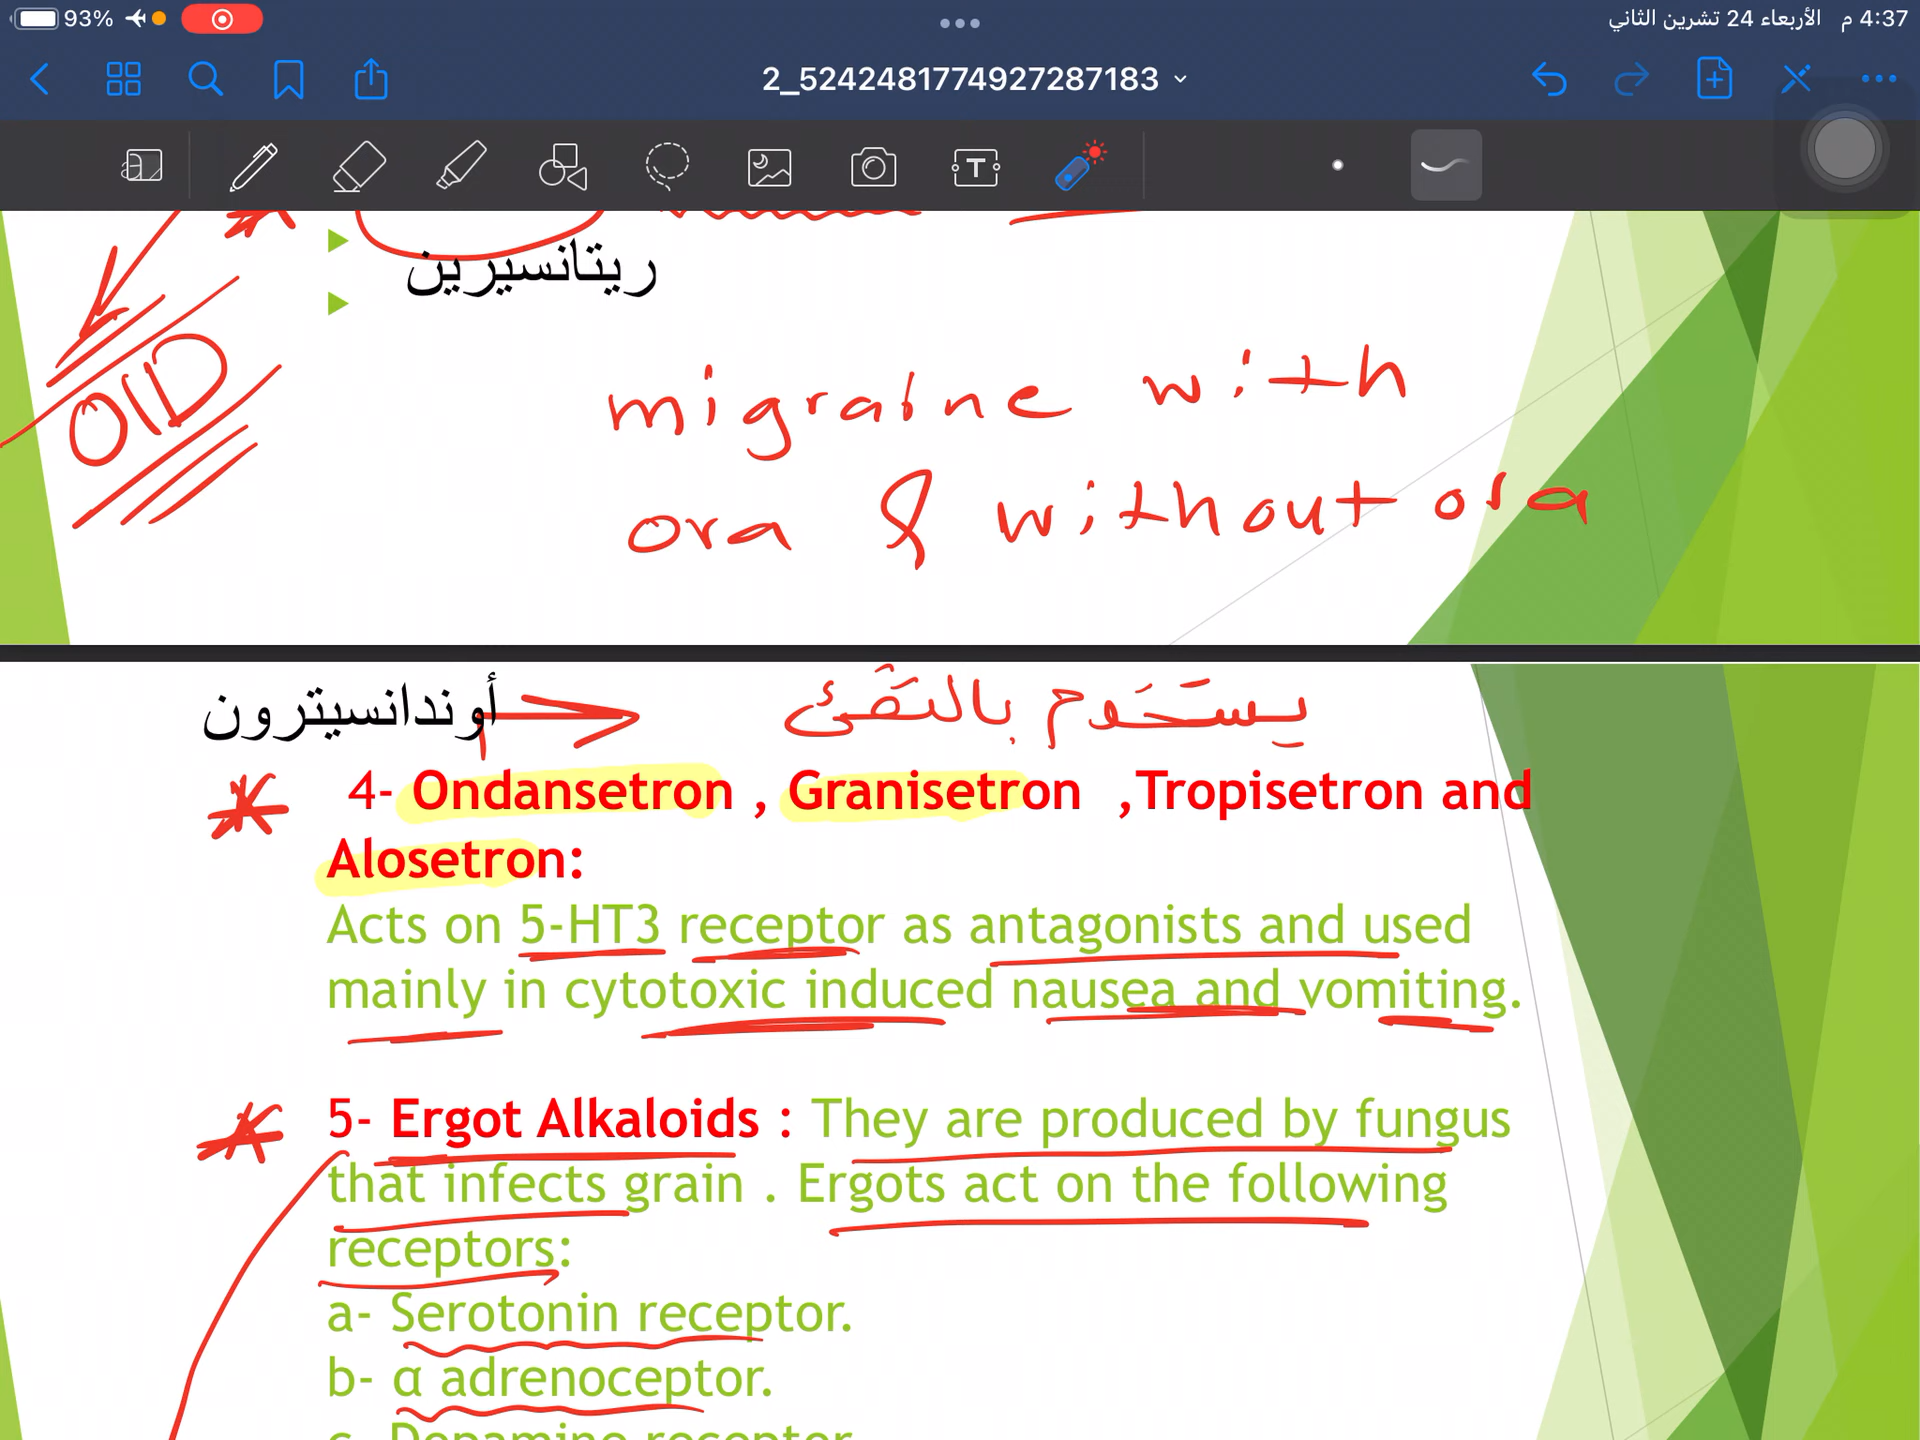 93%
4:37 م الأربعاء 24 تشرين الثاني
2_5242481774927287183
ريتانسيرين
OID
migraine with
ora & without ora
أوندانسيترون
يستخدم بالتقئ
4- Ondansetron , Granisetron ,Tropisetron and
Alosetron:
Acts on 5-HT3 receptor as antagonists and used
mainly in cytotoxic induced nausea and vomiting.
5- Ergot Alkaloids : They are produced by fungus
that infects grain . Ergots act on the following
receptors:
a- Serotonin receptor.
b- α adrenoceptor.
c- Dopamine receptor